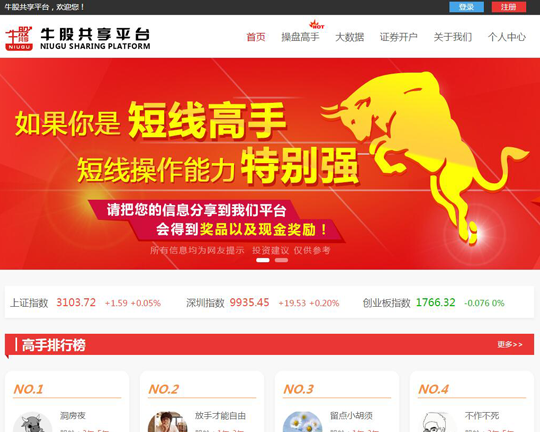 牛股共享平台，欢迎您！
登录
注册
牛股
NIUGU
牛股共享平台
NIUGU SHARING PLATFORM
首页
操盘高手
HOT
大数据
证券开户
关于我们
个人中心
如果你是 短线高手
短线操作能力 特别强
请把您的信息分享到我们平台
会得到 奖品以及现金奖励！
所有信息均为网友提示 投资建议 仅供参考
上证指数 3103.72 +1.59 +0.05%
深圳指数 9935.45 +19.53 +0.20%
创业板指数 1766.32 -0.076 0%
高手排行榜
更多>>
NO.1
NO.2
NO.3
NO.4
洞房夜
放手才能自由
留点小胡须
不作不死